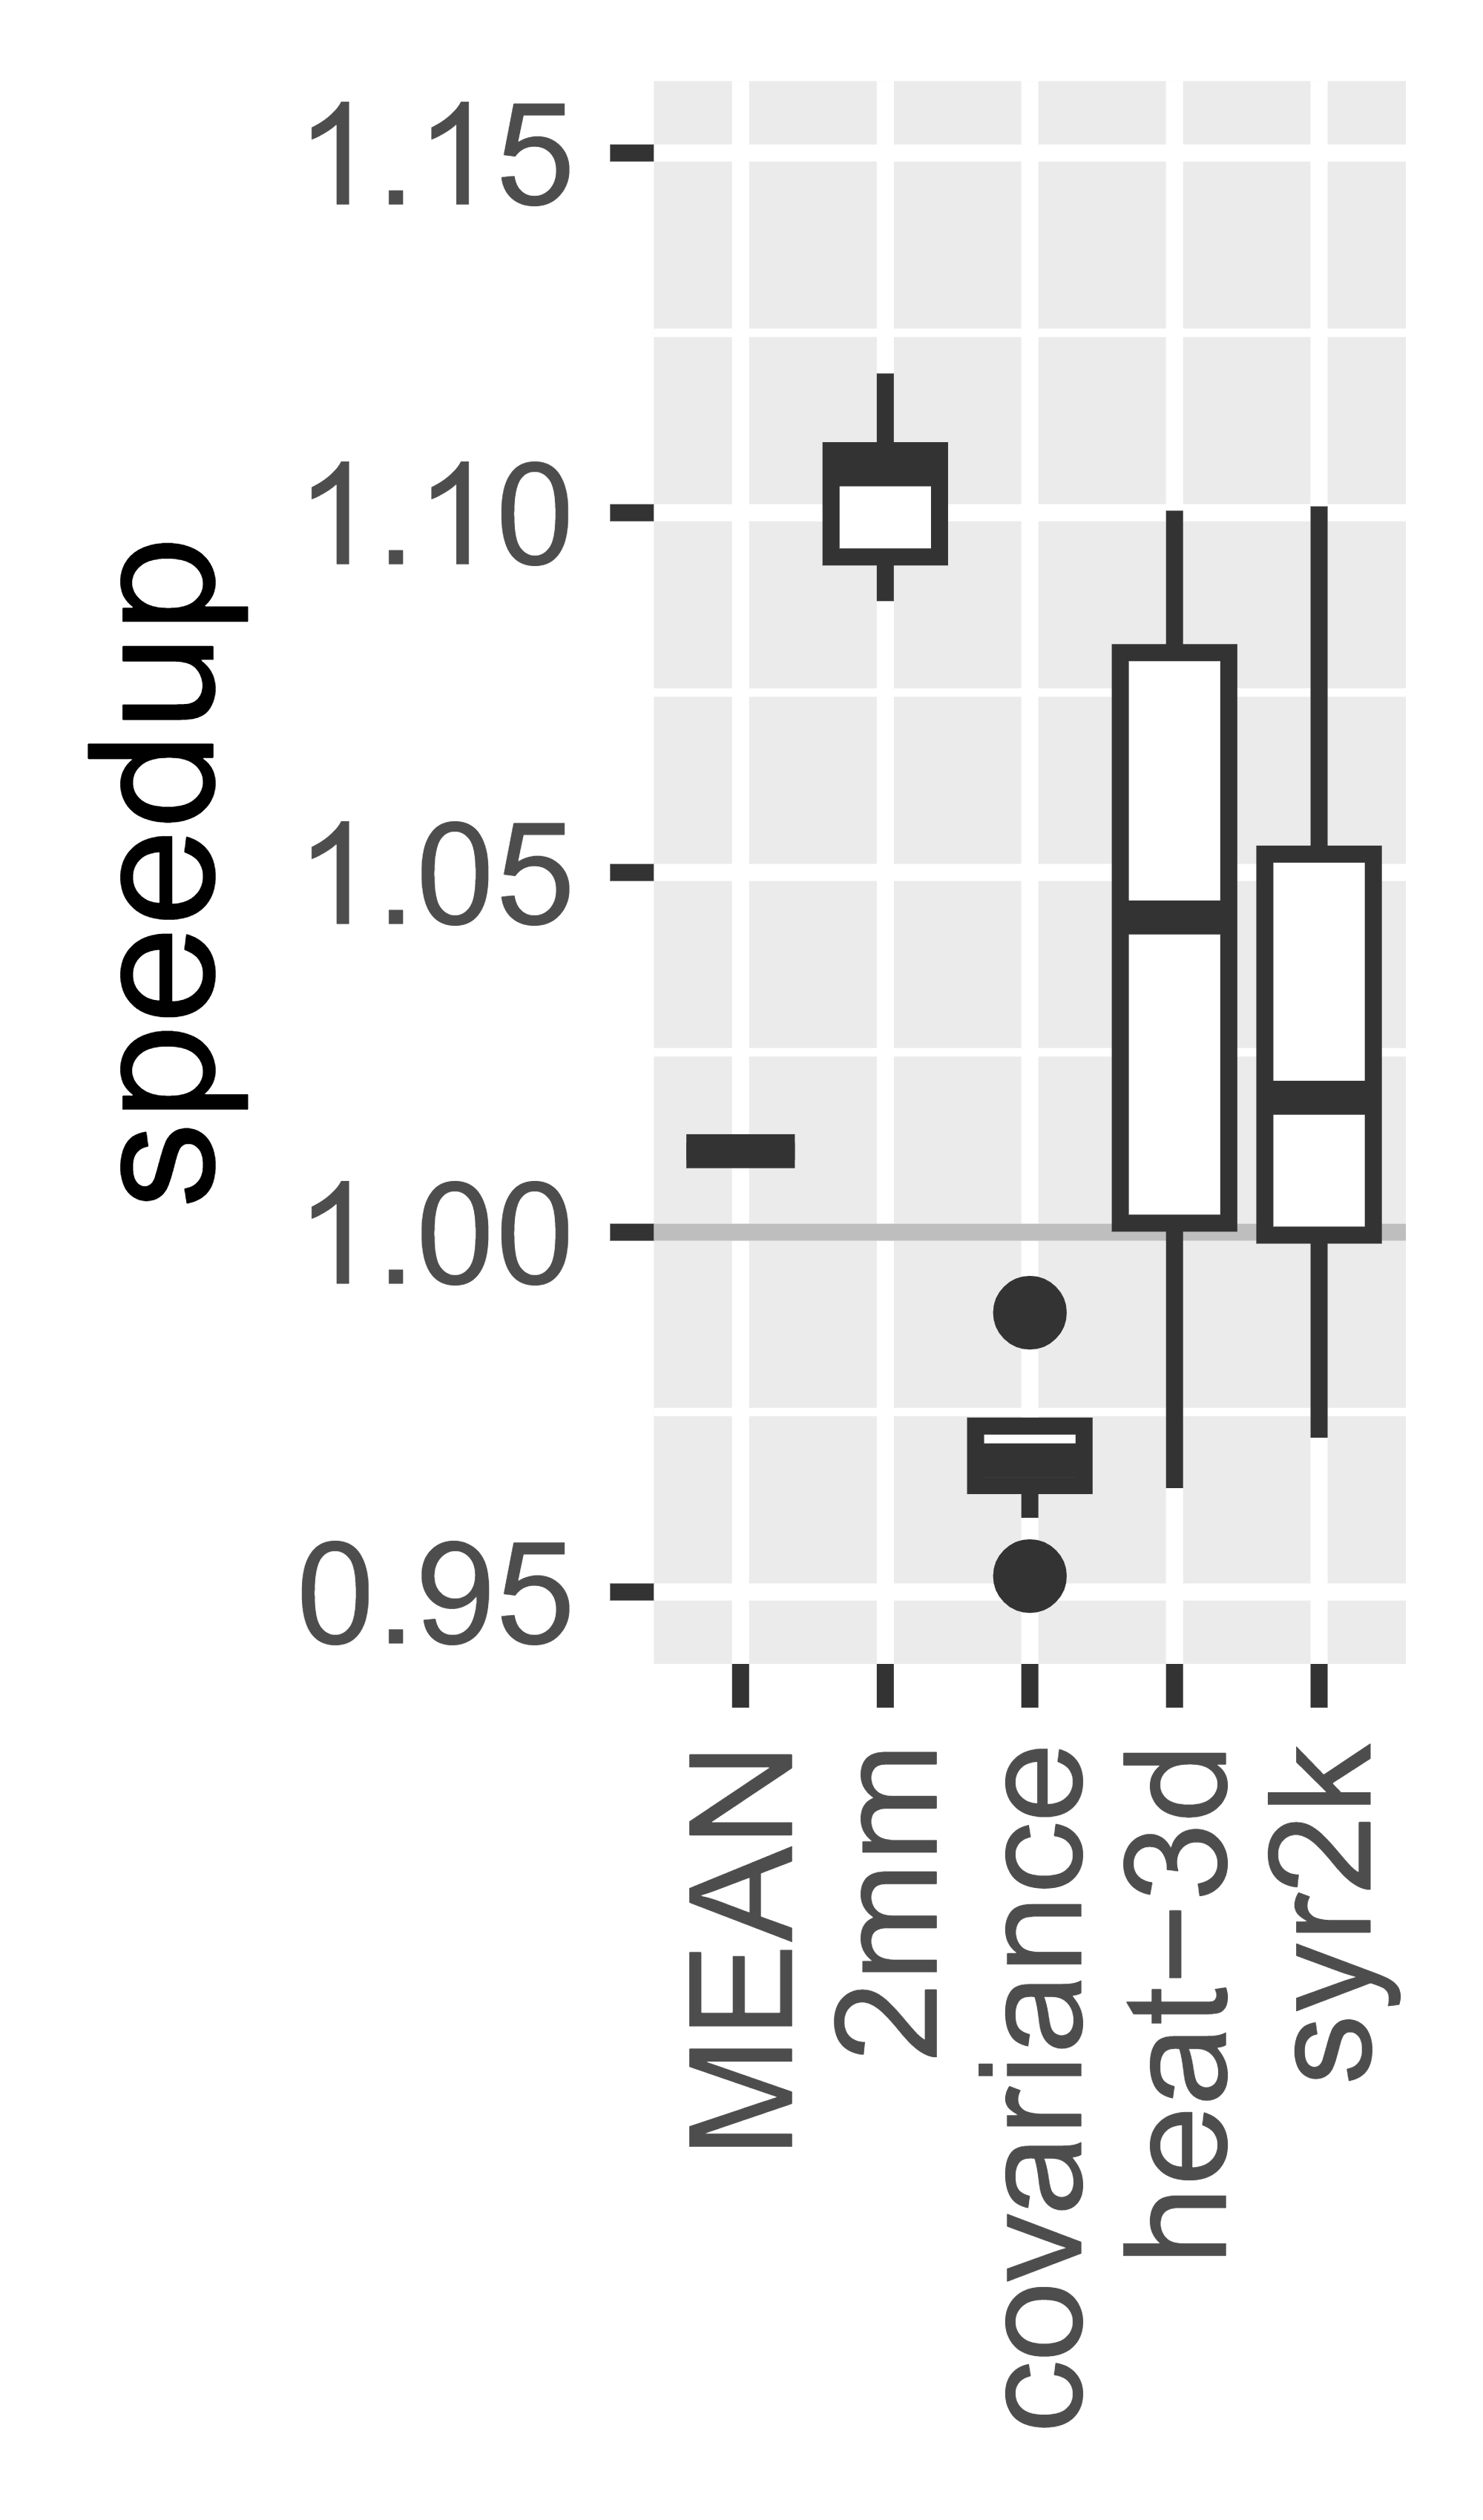 speedup
1.15
1.10
1.05
1.00
0.95
MEAN
2mm
covariance
heat-3d
syr2k